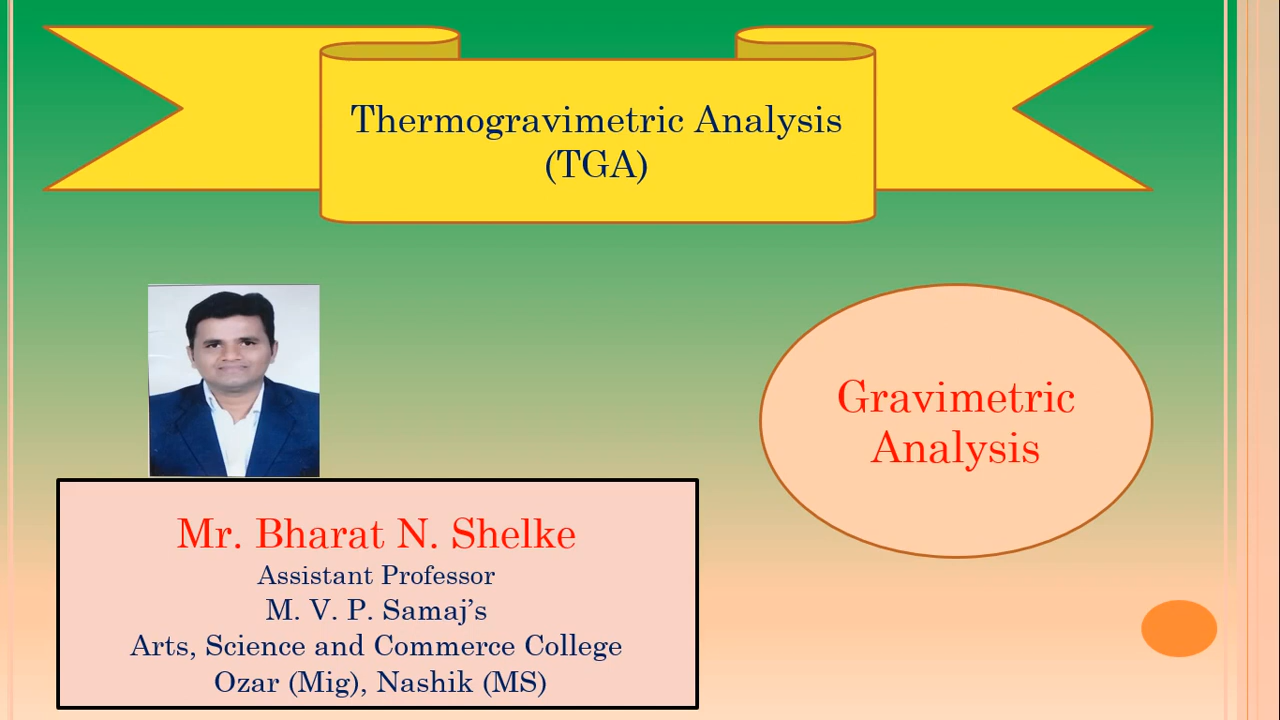 Thermogravimetric Analysis
(TGA)
Gravimetric
Analysis
Mr. Bharat N. Shelke
Assistant Professor
M. V. P. Samaj's
Arts, Science and Commerce College
Ozar (Mig), Nashik (MS)